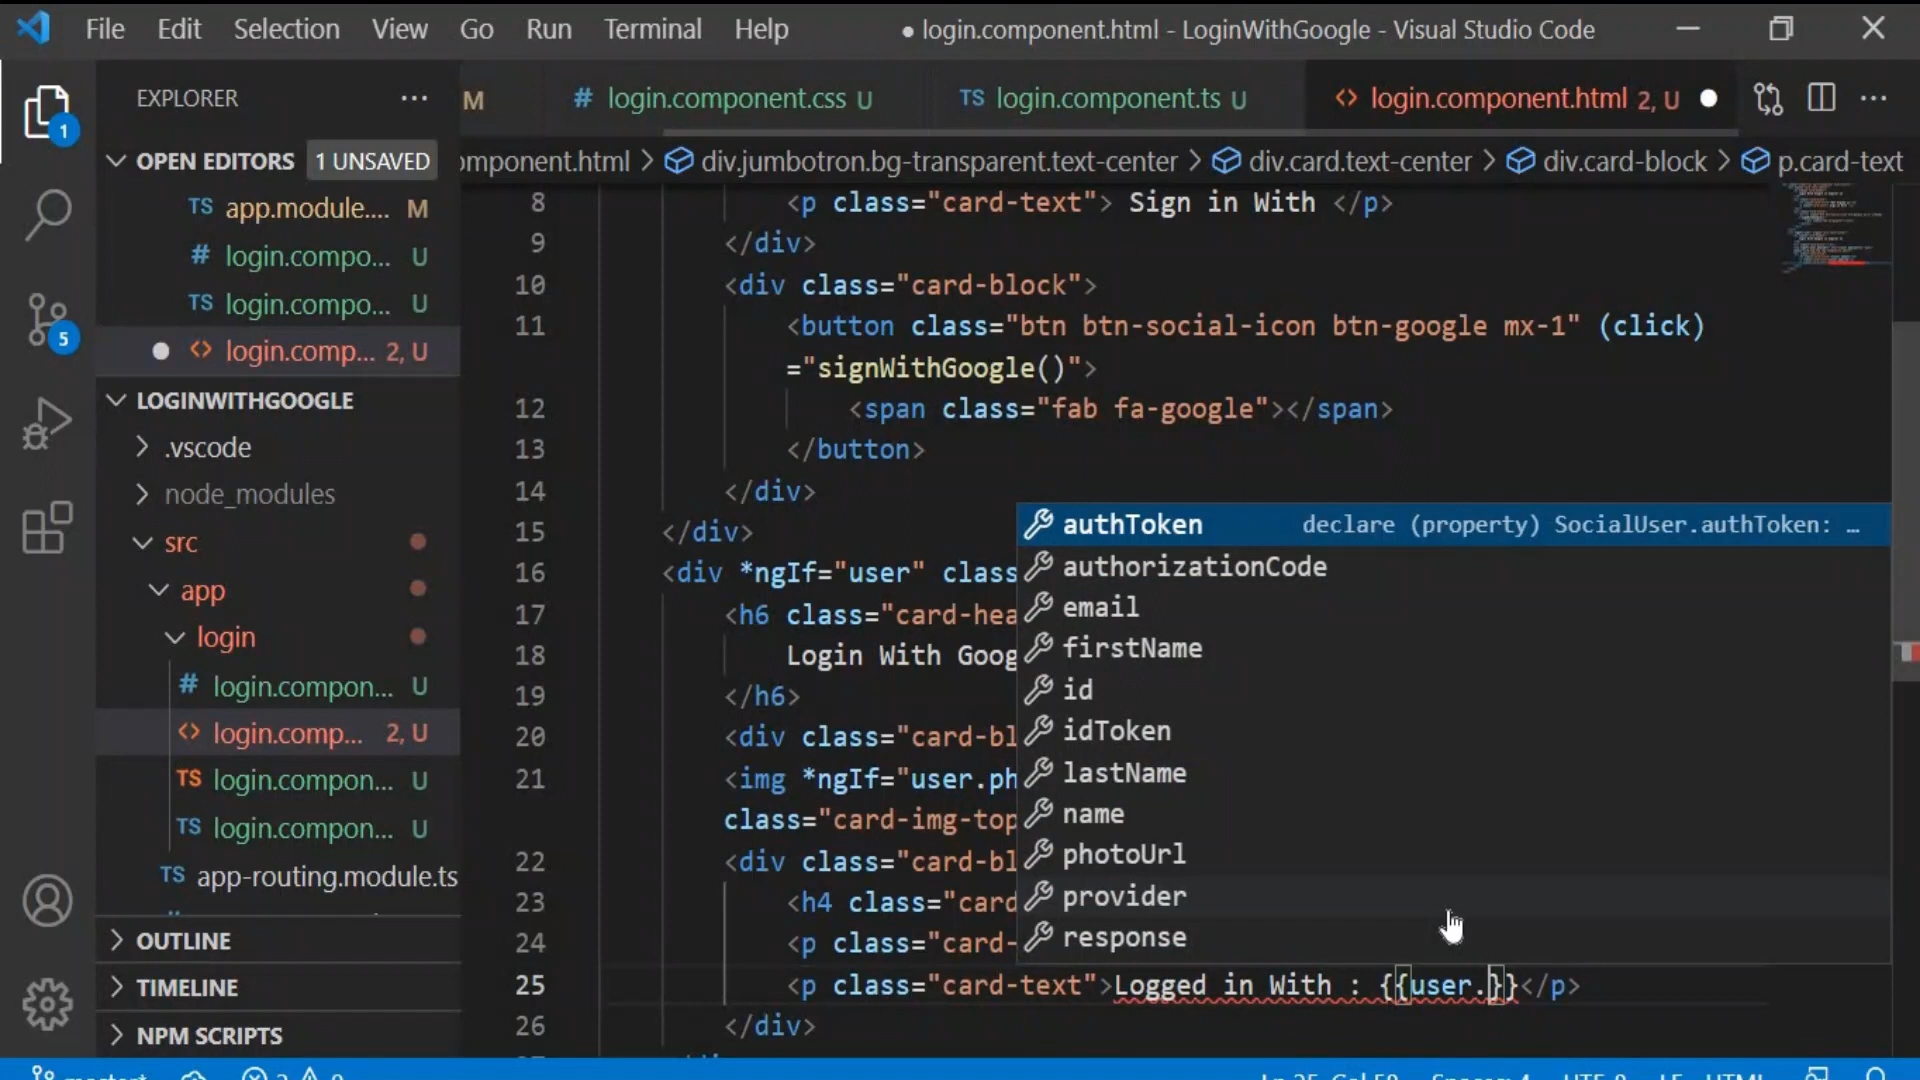 File Edit Selection View Go Run Terminal Help ● login.component.html - LoginWithGoogle - Visual Studio Code
EXPLORER ···
M # login.component.css U TS login.component.ts U <> login.component.html 2, U ···
OPEN EDITORS 1 UNSAVED
omponent.html > div.jumbotron.bg-transparent.text-center > div.card.text-center > div.card-block > p.card-text
TS app.module.... M
# login.compo... U
TS login.compo... U
<> login.comp... 2, U
LOGINWITHGOOGLE
.vscode
node_modules
src
app
login
# login.compon... U
<> login.comp... 2, U
TS login.compon... U
TS login.compon... U
TS app-routing.module.ts
OUTLINE
TIMELINE
NPM SCRIPTS
1
5
8 <p class="card-text"> Sign in With </p>
9 </div>
10 <div class="card-block">
11 <button class="btn btn-social-icon btn-google mx-1" (click)
="signWithGoogle()">
12 <span class="fab fa-google"></span>
13 </button>
14 </div>
15 </div>
16 <div *ngIf="user" class
17 <h6 class="card-hea
18 Login With Goog
19 </h6>
20 <div class="card-bl
21 <img *ngIf="user.ph
class="card-img-top
22 <div class="card-bl
23 <h4 class="card
24 <p class="card-
25 <p class="card-text">Logged in With : {{user.}}</p>
26 </div>
authToken declare (property) SocialUser.authToken: …
authorizationCode
email
firstName
id
idToken
lastName
name
photoUrl
provider
response